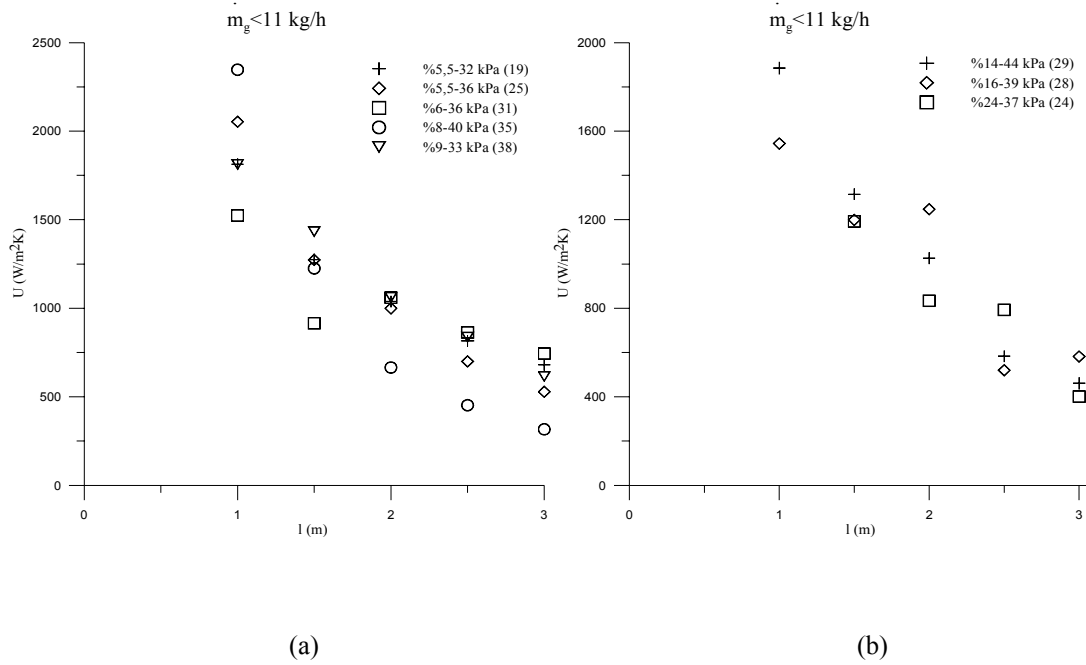 ṁg<11 kg/h
2500
2000
1500
1000
500
0
U (W/m²K)
%5,5-32 kPa (19)
%5,5-36 kPa (25)
%6-36 kPa (31)
%8-40 kPa (35)
%9-33 kPa (38)
0 1 2 3
l (m)
(a)
ṁg<11 kg/h
2000
1600
1200
800
400
0
U (W/m²K)
%14-44 kPa (29)
%16-39 kPa (28)
%24-37 kPa (24)
0 1 2 3
l (m)
(b)